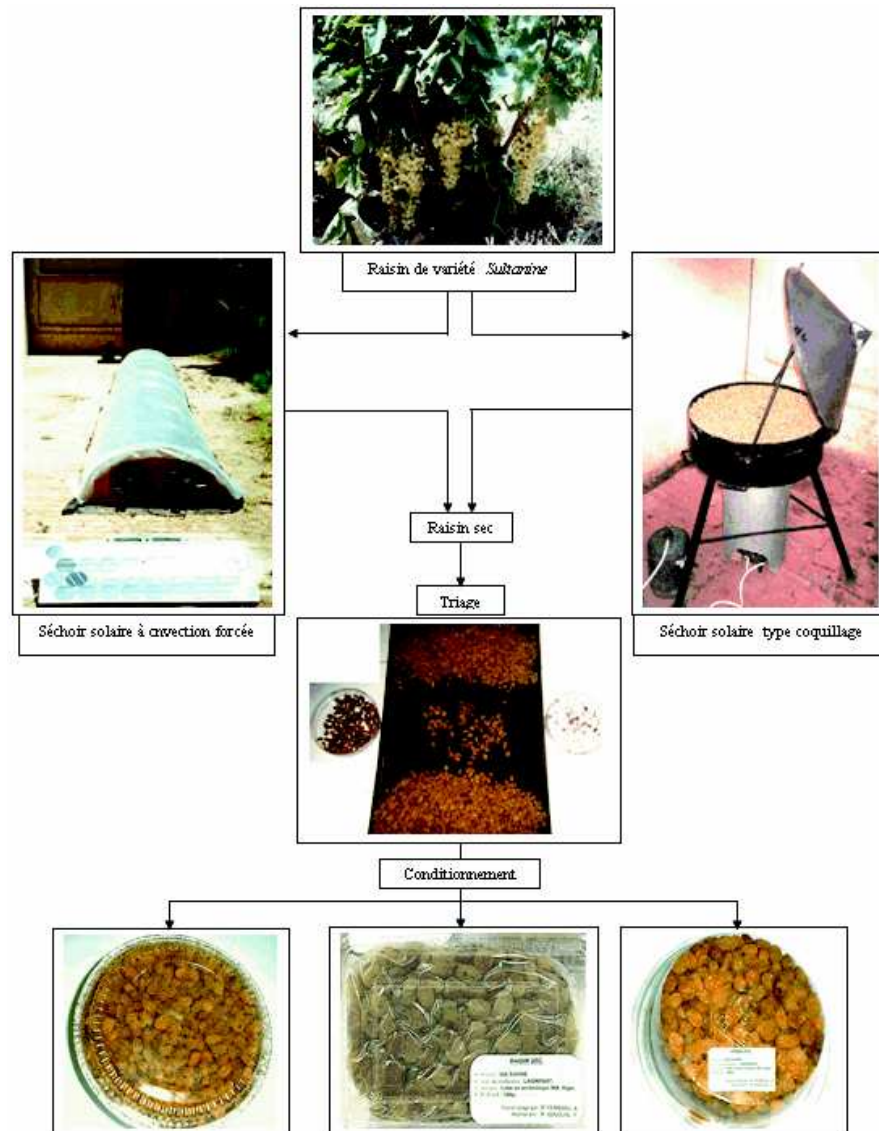 Raisin de variété Sultanine
Séchoir solaire à cnvection forcée
Séchoir solaire type coquillage
Raisin sec
Triage
Conditionnement
RAISIN SEC